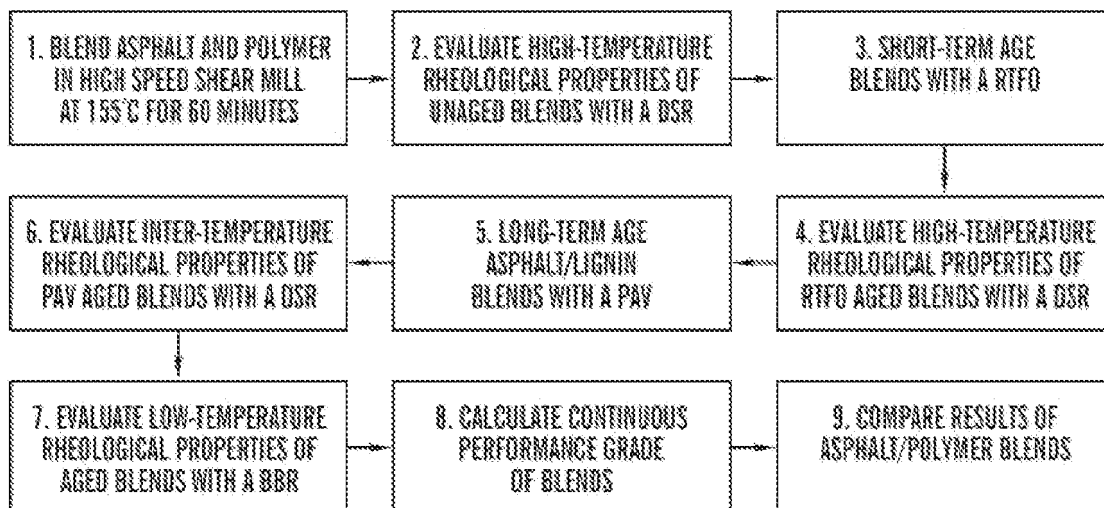 1. BLEND ASPHALT AND POLYMER
IN HIGH SPEED SHEAR MILL
AT 155°C FOR 60 MINUTES
2. EVALUATE HIGH-TEMPERATURE
RHEOLOGICAL PROPERTIES OF
UNAGED BLENDS WITH A DSR
3. SHORT-TERM AGE
BLENDS WITH A RTFO
4. EVALUATE HIGH-TEMPERATURE
RHEOLOGICAL PROPERTIES OF
RTFO AGED BLENDS WITH A DSR
5. LONG-TERM AGE
ASPHALT/LIGNIN
BLENDS WITH A PAV
6. EVALUATE INTER-TEMPERATURE
RHEOLOGICAL PROPERTIES OF
PAV AGED BLENDS WITH A DSR
7. EVALUATE LOW-TEMPERATURE
RHEOLOGICAL PROPERTIES OF
AGED BLENDS WITH A BBR
8. CALCULATE CONTINUOUS
PERFORMANCE GRADE
OF BLENDS
9. COMPARE RESULTS OF
ASPHALT/POLYMER BLENDS